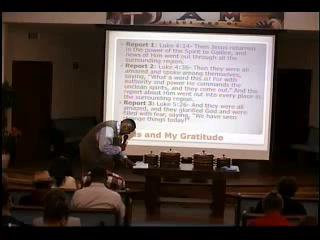 A M
- Report 1: Luke 4:14- Then Jesus returned
in the power of the Spirit to Galilee, and
news of Him went out through all the
surrounding region.
- Report 2: Luke 4:36- Then they were all
amazed and spoke among themselves,
saying, "What a word this is! For with
authority and power He commands the
unclean spirits, and they come out." And the
report about Him went out into every place in
the surrounding region.
- Report 3: Luke 5:26- And they were all
amazed, and they glorified God and were
filled with fear, saying, "We have seen
things today!"
and My Gratitude